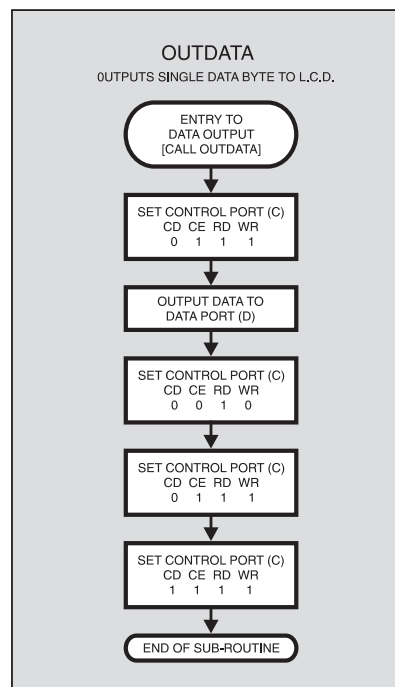 OUTDATA
0UTPUTS SINGLE DATA BYTE TO L.C.D.
ENTRY TO
DATA OUTPUT
[CALL OUTDATA]
SET CONTROL PORT (C)
CD CE RD WR
0 1 1 1
OUTPUT DATA TO
DATA PORT (D)
SET CONTROL PORT (C)
CD CE RD WR
0 0 1 0
SET CONTROL PORT (C)
CD CE RD WR
0 1 1 1
SET CONTROL PORT (C)
CD CE RD WR
1 1 1 1
END OF SUB-ROUTINE